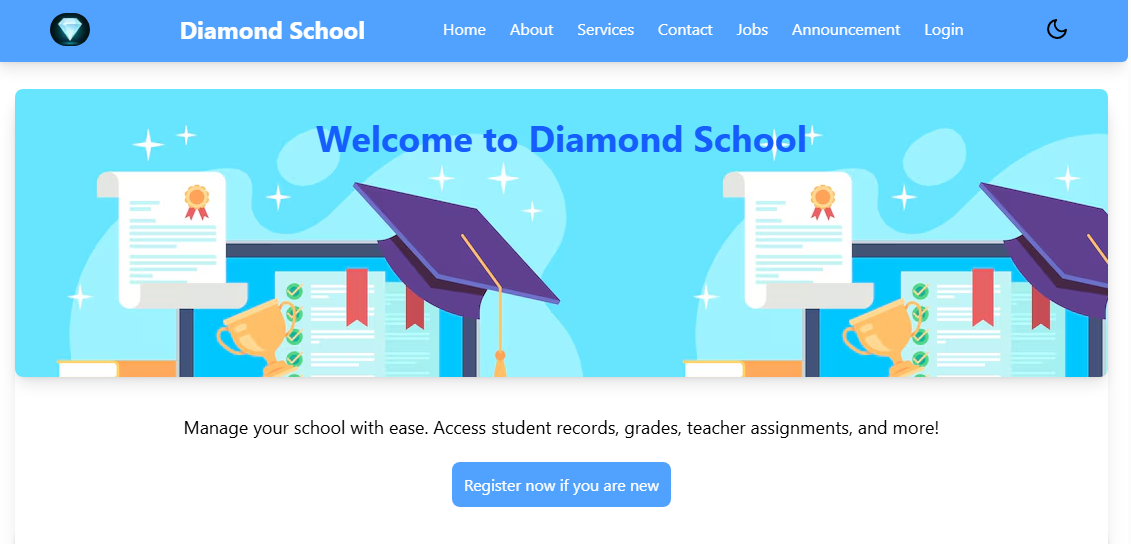 Diamond School
Home About Services Contact Jobs Announcement Login
Welcome to Diamond School
Manage your school with ease. Access student records, grades, teacher assignments, and more!
Register now if you are new